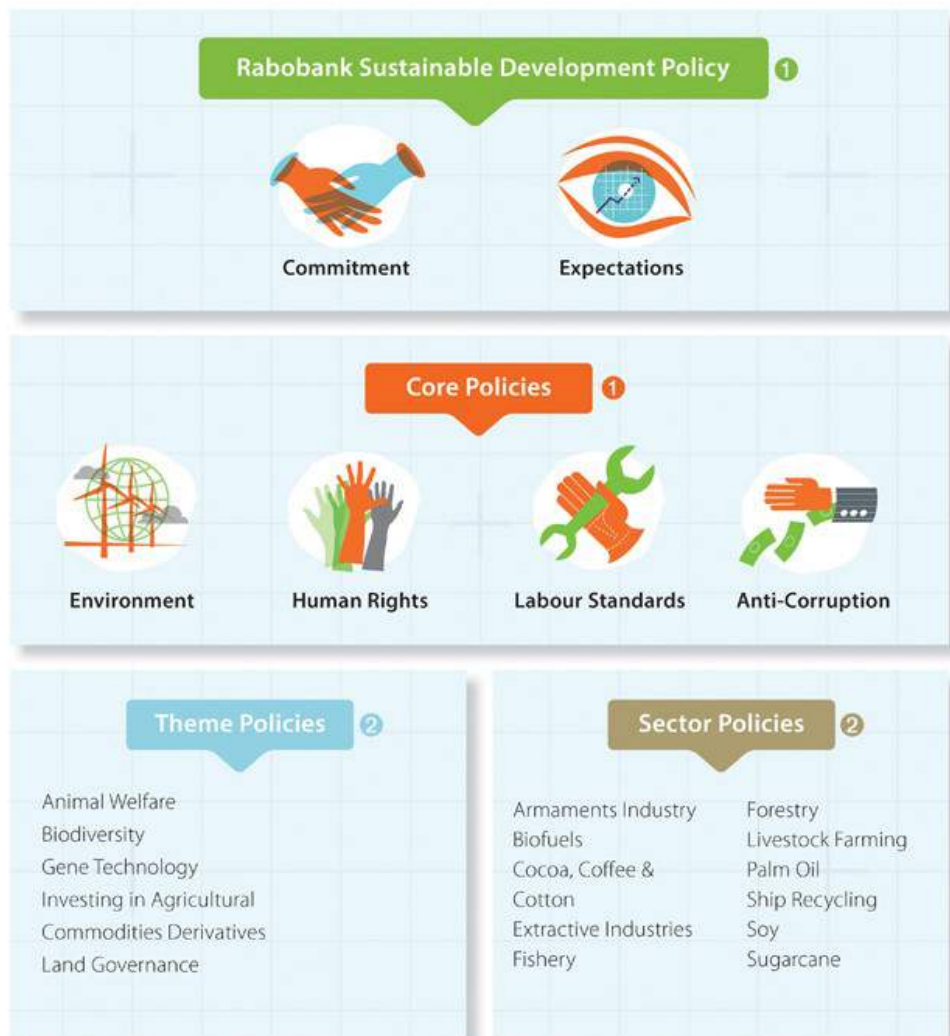 Rabobank Sustainable Development Policy 1
Commitment
Expectations
Core Policies 1
Environment
Human Rights
Labour Standards
Anti-Corruption
Theme Policies 2
Animal Welfare
Biodiversity
Gene Technology
Investing in Agricultural
Commodities Derivatives
Land Governance
Sector Policies 2
Armaments Industry
Biofuels
Cocoa, Coffee &
Cotton
Extractive Industries
Fishery
Forestry
Livestock Farming
Palm Oil
Ship Recycling
Soy
Sugarcane